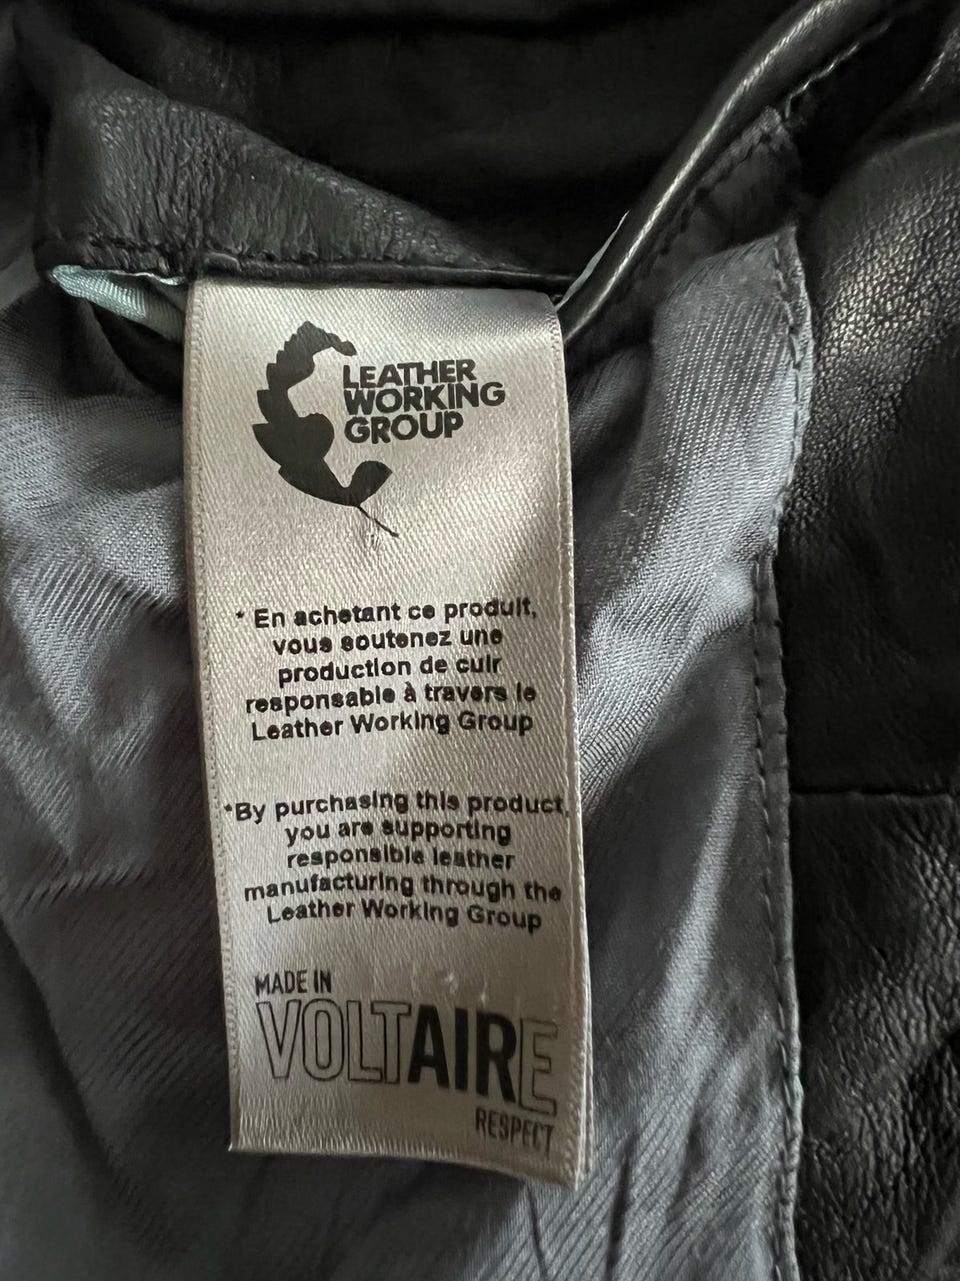 LEATHER
WORKING
GROUP
* En achetant ce produit,
vous soutenez une
production de cuir
responsable à travers le
Leather Working Group
*By purchasing this product,
you are supporting
responsible leather
manufacturing through the
Leather Working Group
MADE IN
VOLTAIRE
RESPECT